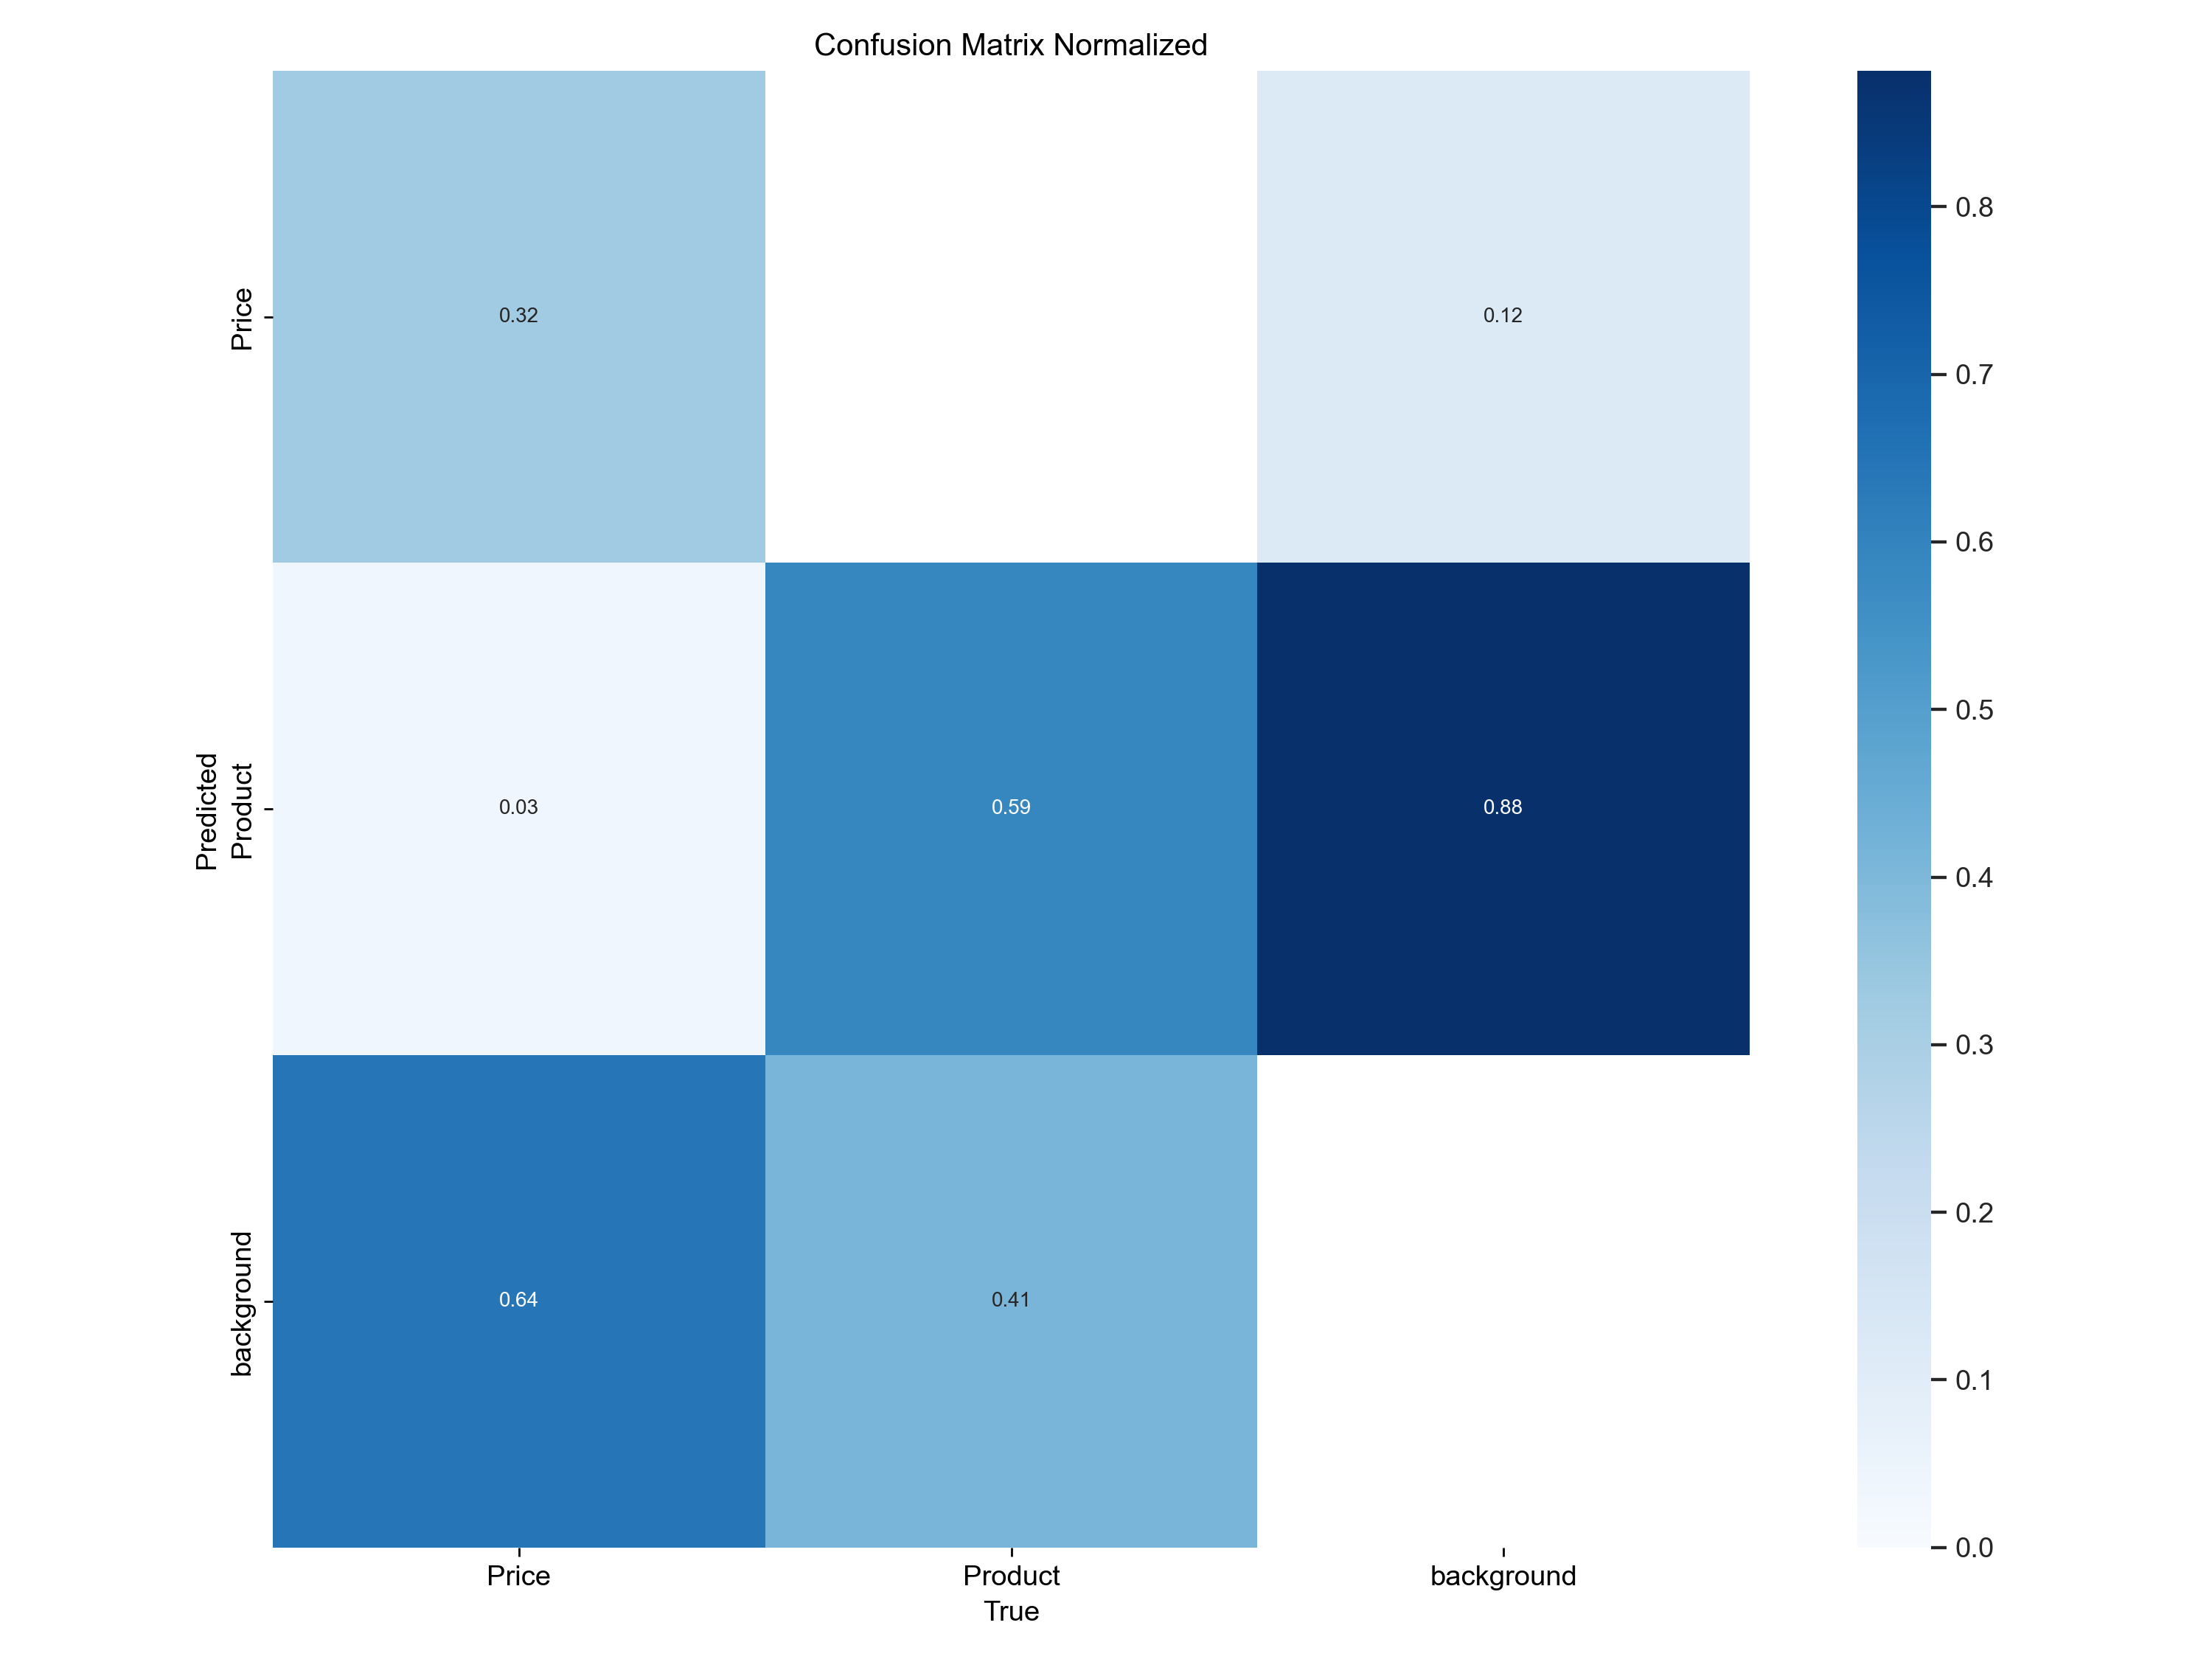 Confusion Matrix Normalized
Predicted
Price
0.32
0.12
Product
0.03
0.59
0.88
background
0.64
0.41
Price
Product
background
True
0.8
0.7
0.6
0.5
0.4
0.3
0.2
0.1
0.0